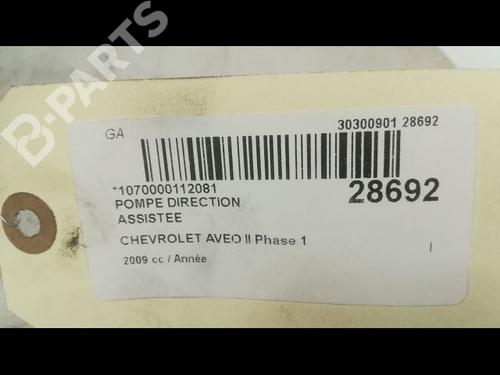 B-PARTS
GA
30300901 28692
*1070000112081
28692
POMPE DIRECTION
ASSISTEE
CHEVROLET AVEO II Phase 1
2009 cc / Année